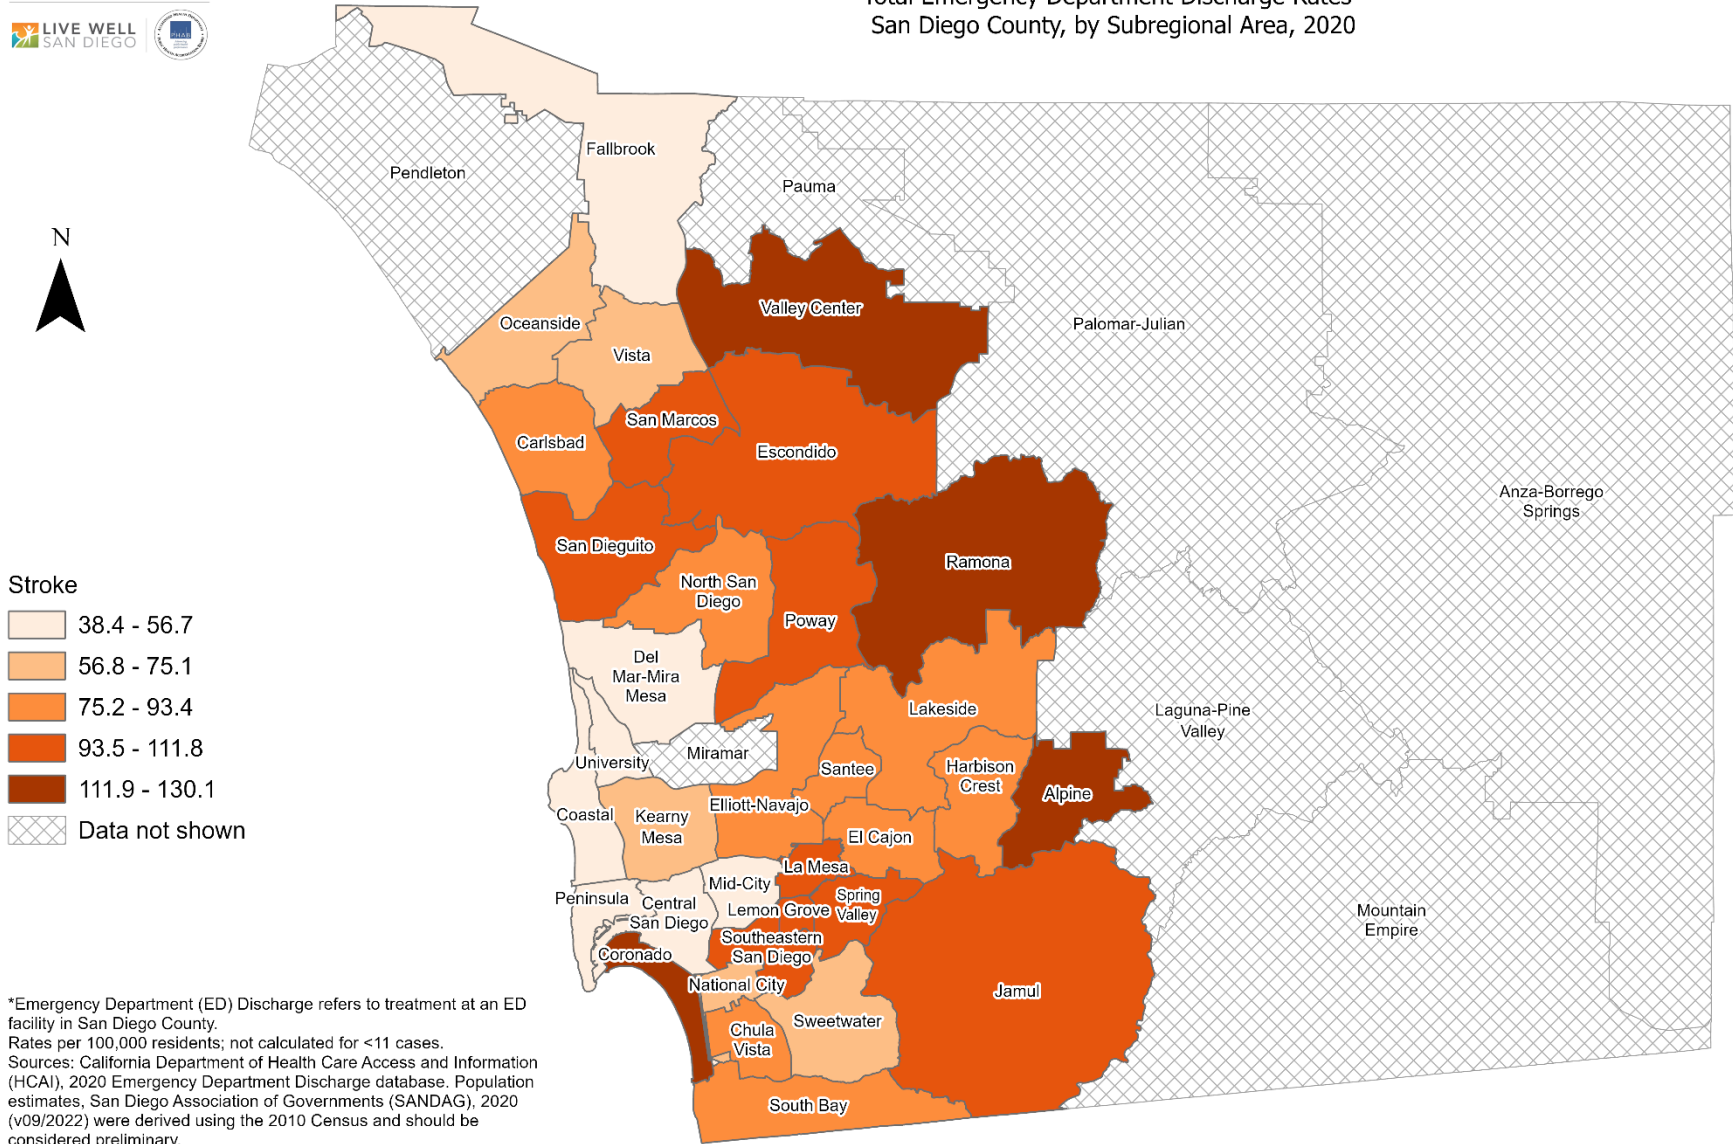 Total Emergency Department Discharge Rates
San Diego County, by Subregional Area, 2020
LIVE WELL
SAN DIEGO
PHAB
N
Fallbrook
Pendleton
Pauma
Valley Center
Oceanside
Palomar-Julian
Vista
San Marcos
Carlsbad
Escondido
Anza-Borrego
Springs
San Dieguito
Ramona
North San
Diego
Poway
Del
Mar-Mira
Mesa
Lakeside
Laguna-Pine
Valley
Miramar
University
Santee
Harbison
Crest
Alpine
Elliott-Navajo
Coastal
Kearny
Mesa
El Cajon
La Mesa
Mid-City
Peninsula
Central
San Diego
Spring
Valley
Lemon Grove
Mountain
Empire
Southeastern
San Diego
Coronado
National City
Jamul
Sweetwater
Chula
Vista
South Bay
Stroke
38.4 - 56.7
56.8 - 75.1
75.2 - 93.4
93.5 - 111.8
111.9 - 130.1
Data not shown
*Emergency Department (ED) Discharge refers to treatment at an ED
facility in San Diego County.
Rates per 100,000 residents; not calculated for <11 cases.
Sources: California Department of Health Care Access and Information
(HCAI), 2020 Emergency Department Discharge database. Population
estimates, San Diego Association of Governments (SANDAG), 2020
(v09/2022) were derived using the 2010 Census and should be
considered preliminary.